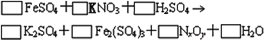 □FeSO₄＋□KNO₃＋□H₂SO₄→
□K₂SO₄＋□Fe₂(SO₄)₃＋□NₓOᵧ＋□H₂O